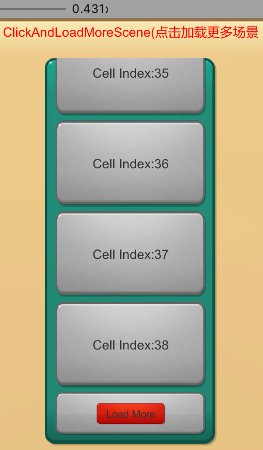 0.431
ClickAndLoadMoreScene(点击加载更多场景
Cell Index:35
Cell Index:36
Cell Index:37
Cell Index:38
Load More